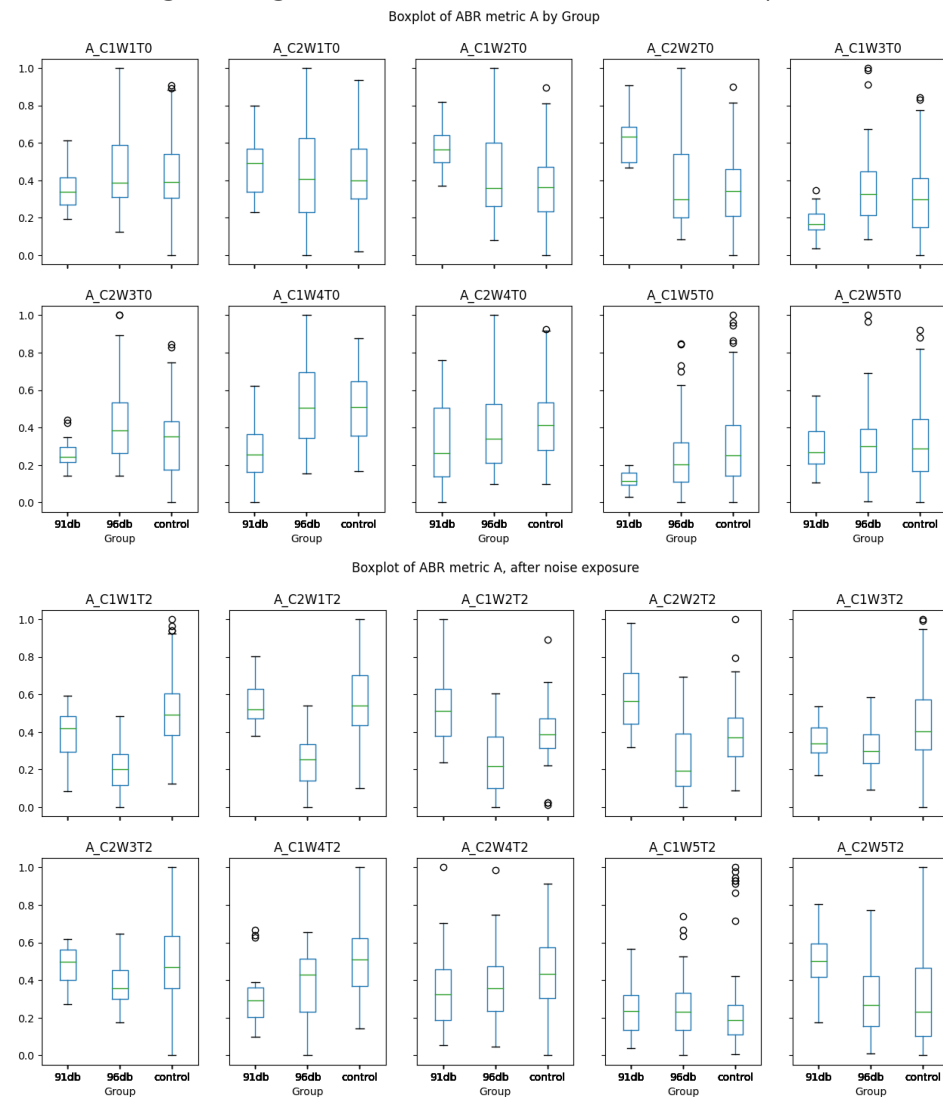 Boxplot of ABR metric A by Group
A_C1W1T0 A_C2W1T0 A_C1W2T0 A_C2W2T0 A_C1W3T0
1.0
0.8
0.6
0.4
0.2
0.0
A_C2W3T0 A_C1W4T0 A_C2W4T0 A_C1W5T0 A_C2W5T0
1.0
0.8
0.6
0.4
0.2
0.0
91db 96db control 91db 96db control 91db 96db control 91db 96db control 91db 96db control
Group Group Group Group Group
Boxplot of ABR metric A, after noise exposure
A_C1W1T2 A_C2W1T2 A_C1W2T2 A_C2W2T2 A_C1W3T2
1.0
0.8
0.6
0.4
0.2
0.0
A_C2W3T2 A_C1W4T2 A_C2W4T2 A_C1W5T2 A_C2W5T2
1.0
0.8
0.6
0.4
0.2
0.0
91db 96db control 91db 96db control 91db 96db control 91db 96db control 91db 96db control
Group Group Group Group Group